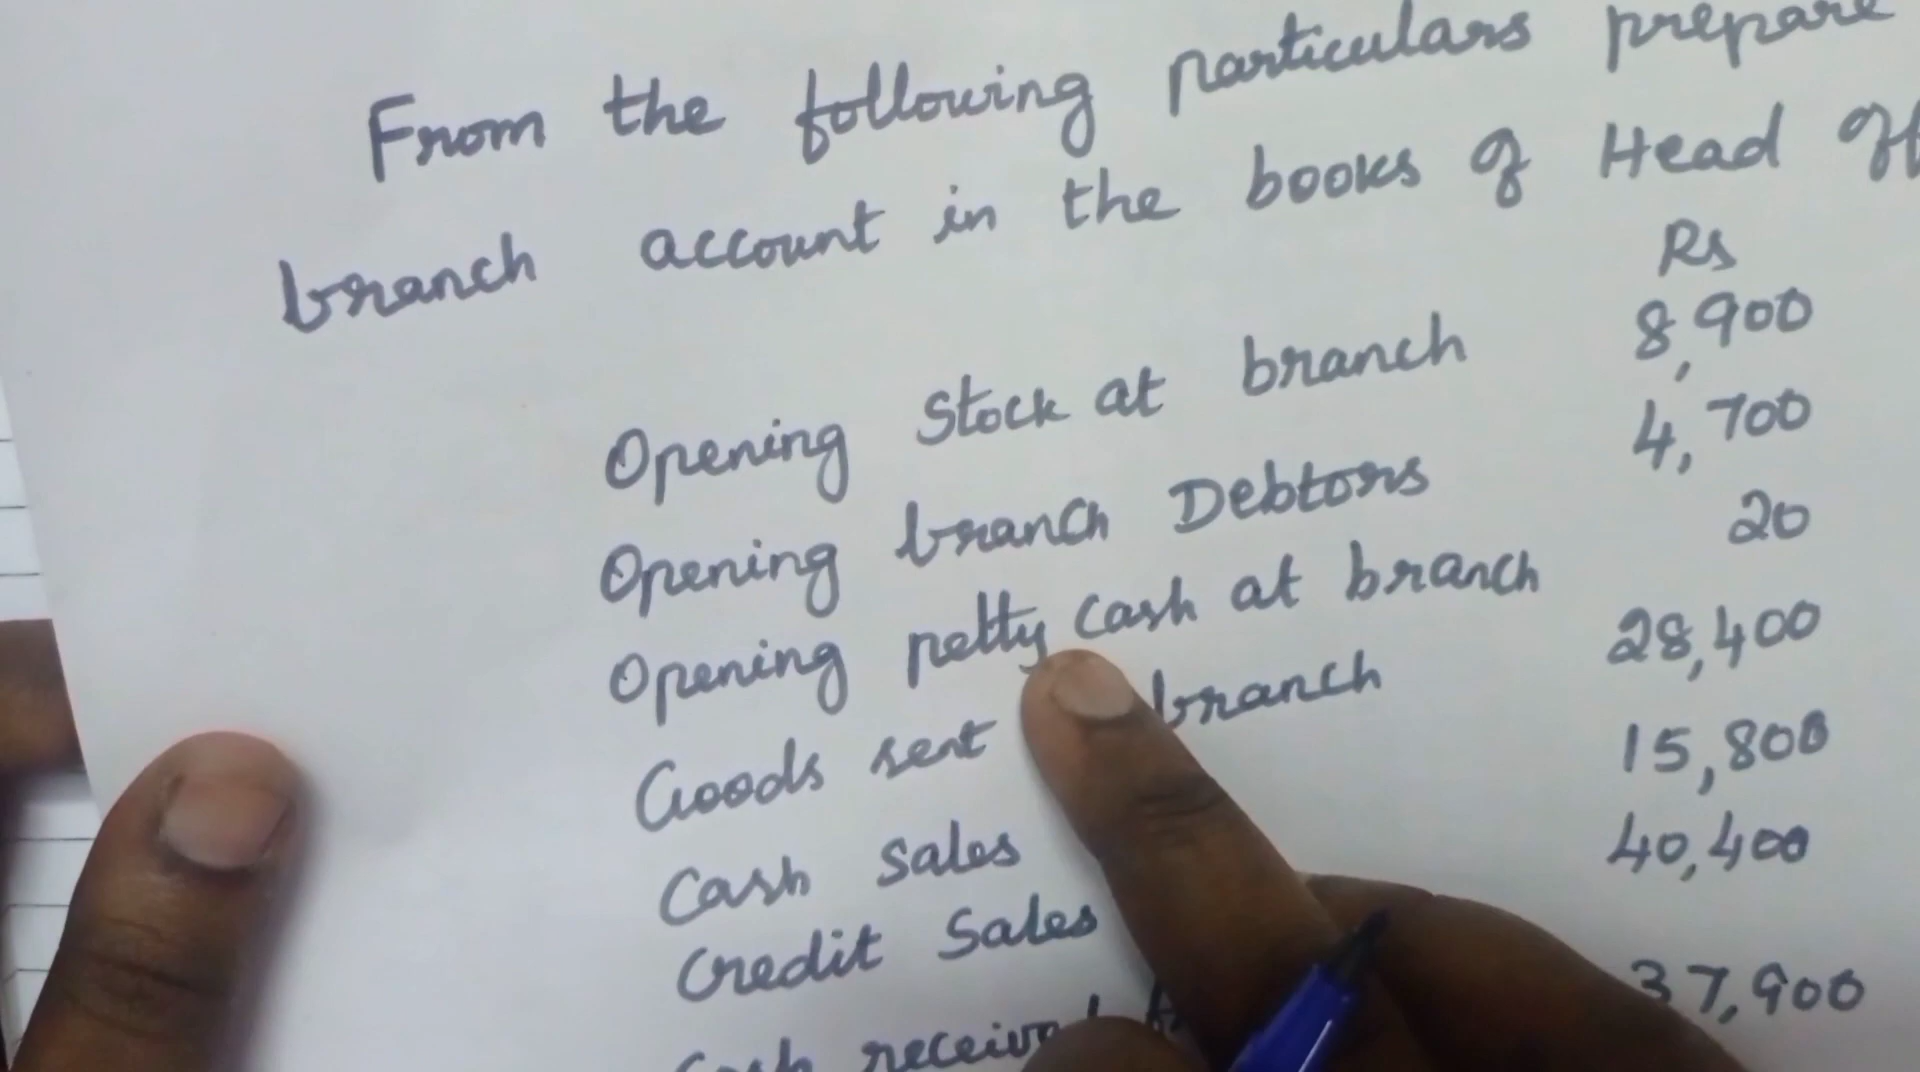 From the following particulars prepare
branch account in the books of Head
Rs
Opening Stock at branch 8,900
Opening branch Debtors 4,700
Opening petty cash at branch 20
Goods sent branch 28,400
Cash Sales 15,800
Credit Sales 40,400
Cash 37,900